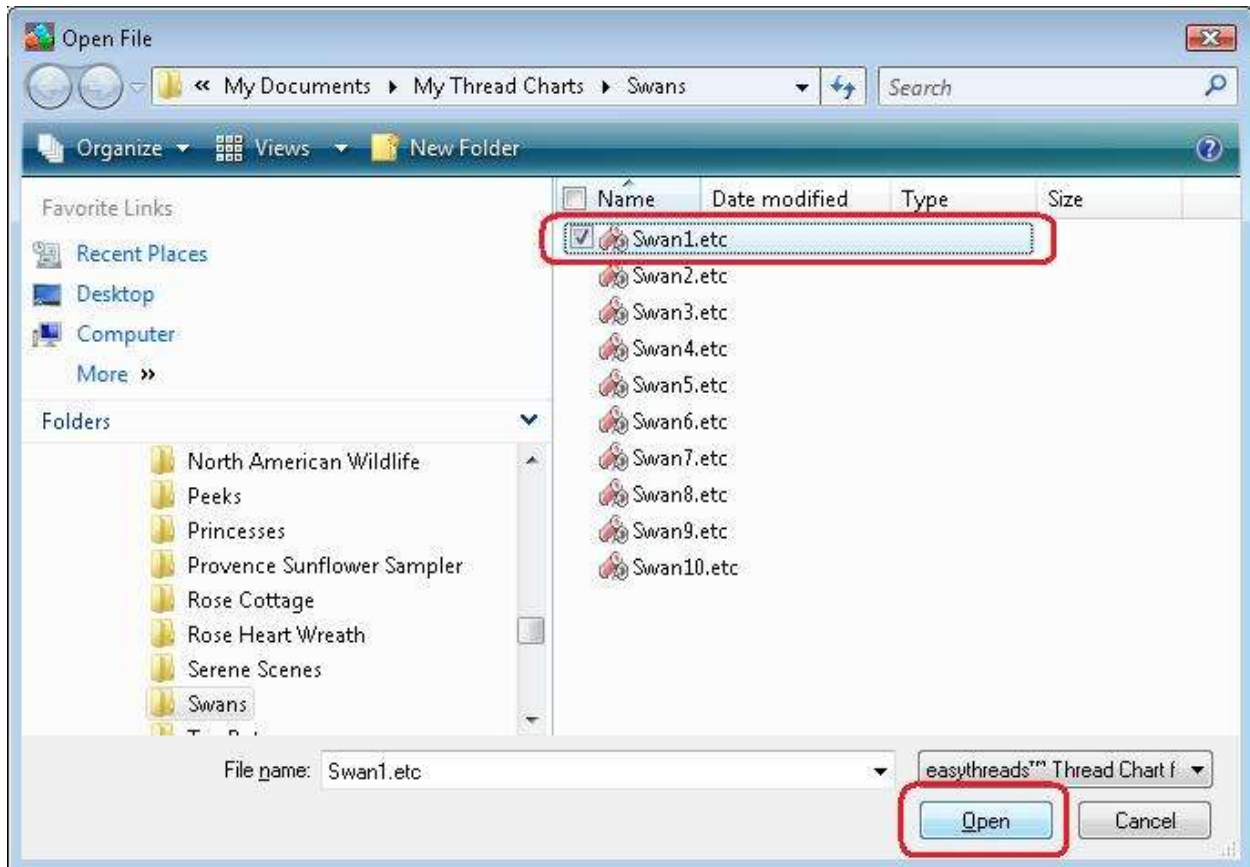 Open File
« My Documents ▸ My Thread Charts ▸ Swans
Search
Organize Views New Folder
Favorite Links
Recent Places
Desktop
Computer
More »
Folders
North American Wildlife
Peeks
Princesses
Provence Sunflower Sampler
Rose Cottage
Rose Heart Wreath
Serene Scenes
Swans
Name Date modified Type Size
Swan1.etc
Swan2.etc
Swan3.etc
Swan4.etc
Swan5.etc
Swan6.etc
Swan7.etc
Swan8.etc
Swan9.etc
Swan10.etc
File name: Swan1.etc
easythreads™ Thread Chart f
Open Cancel